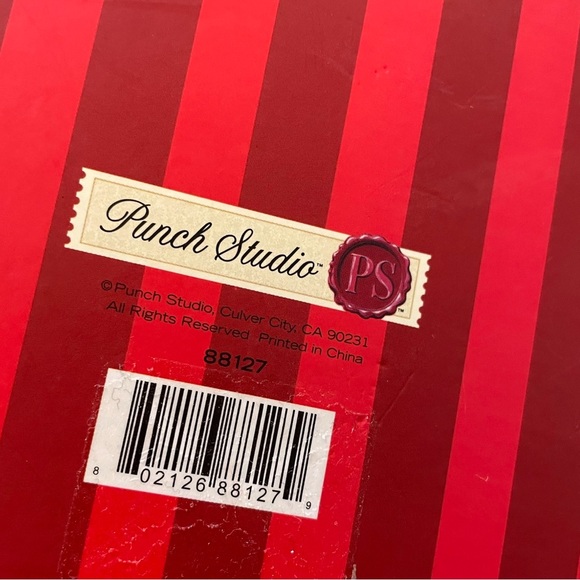 Punch Studio™ PS™
©Punch Studio, Culver City, CA 90231
All Rights Reserved Printed in China
88127
8 02126 88127 9